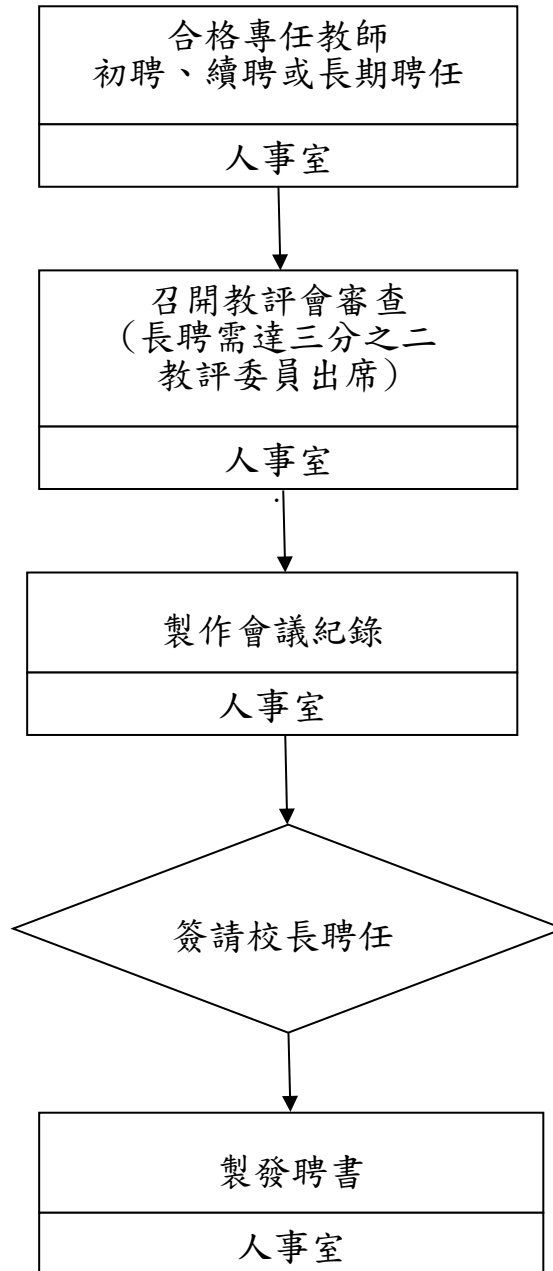 合格專任教師
初聘、續聘或長期聘任
人事室
召開教評會審查
（長聘需達三分之二
教評委員出席）
人事室
.
製作會議紀錄
人事室
簽請校長聘任
製發聘書
人事室